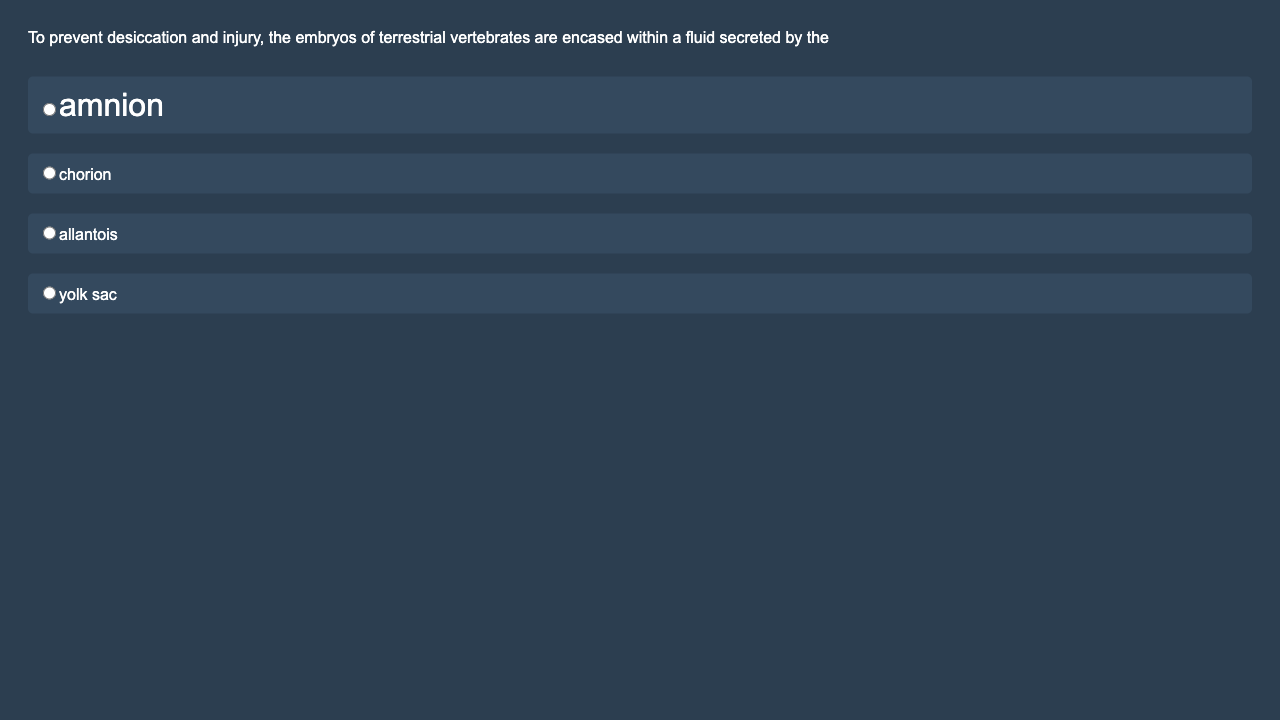 To prevent desiccation and injury, the embryos of terrestrial vertebrates are encased within a fluid secreted by the
amnion
chorion
allantois
yolk sac